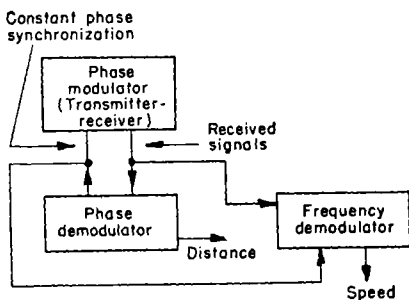 Constant phase
synchronization
Phase
modulator
(Transmitter-
receiver)
Received
signals
Phase
demodulator
Distance
Frequency
demodulator
Speed